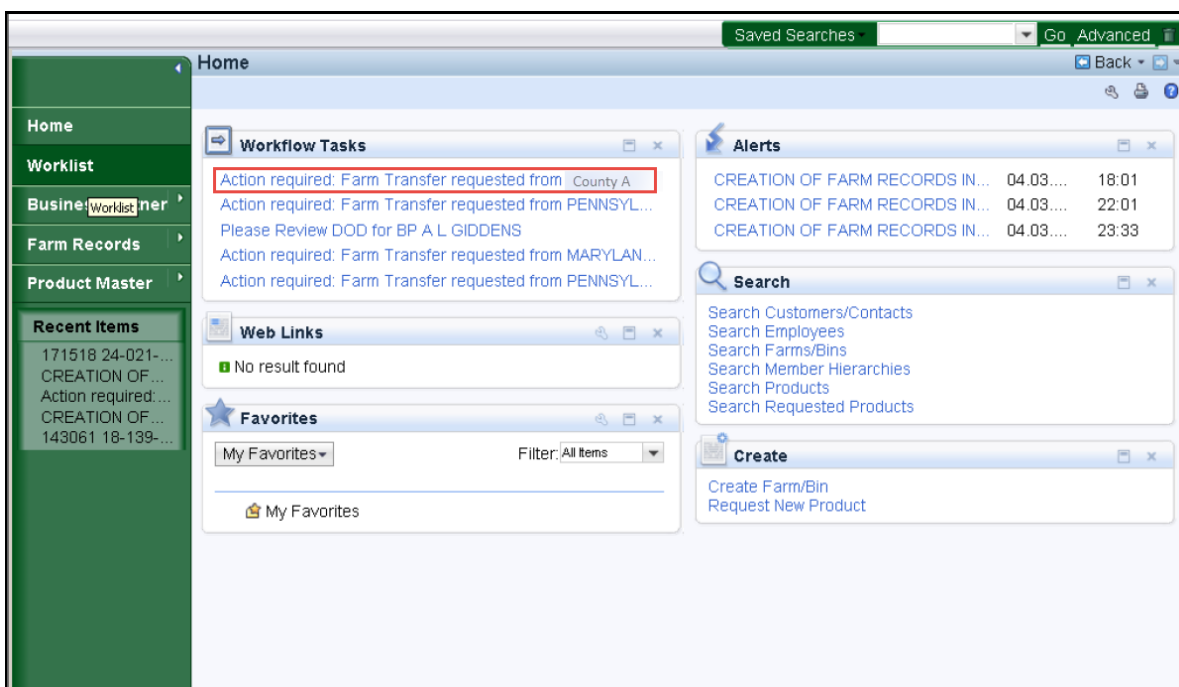 Saved Searches Go Advanced
Home Back
Home
Worklist
Busine Worklist ner
Farm Records
Product Master
Recent Items
171518 24-021-...
CREATION OF...
Action required:...
CREATION OF...
143061 18-139-...
Workflow Tasks
Action required: Farm Transfer requested from County A
Action required: Farm Transfer requested from PENNSYL...
Please Review DOD for BP A L GIDDENS
Action required: Farm Transfer requested from MARYLAN...
Action required: Farm Transfer requested from PENNSYL...
Web Links
No result found
Favorites
My Favorites Filter: All Items
My Favorites
Alerts
CREATION OF FARM RECORDS IN... 04.03.... 18:01
CREATION OF FARM RECORDS IN... 04.03.... 22:01
CREATION OF FARM RECORDS IN... 04.03.... 23:33
Search
Search Customers/Contacts
Search Employees
Search Farms/Bins
Search Member Hierarchies
Search Products
Search Requested Products
Create
Create Farm/Bin
Request New Product